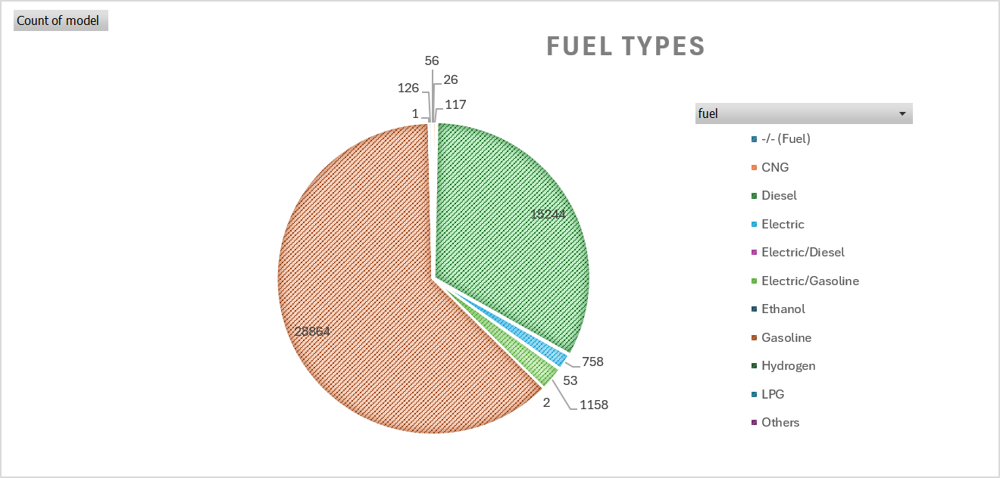 Count of model
FUEL TYPES
56
26
126
117
1
15244
28864
758
53
2
1158
fuel
-/- (Fuel)
CNG
Diesel
Electric
Electric/Diesel
Electric/Gasoline
Ethanol
Gasoline
Hydrogen
LPG
Others